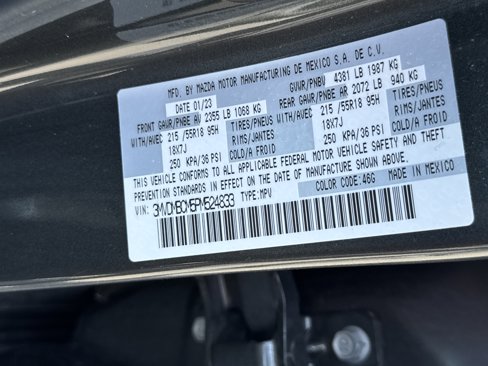 MFD. BY MAZDA MOTOR MANUFACTURING DE MEXICO S.A. DE C.V.
DATE 01/23 GVWR/PNBV 4381 LB 1987 KG
FRONT GAWR/PNBE AV 2355 LB 1068 KG REAR GAWR/PNBE AR 2072 LB 940 KG
WITH/AVEC 215 /55R18 95H TIRES/PNEUS WITH/AVEC 215 /55R18 95H TIRES/PNEUS
18X7J RIMS/JANTES 18X7J RIMS/JANTES
250 KPA/36 PSI COLD/A FROID 250 KPA/36 PSI COLD/A FROID
THIS VEHICLE CONFORMS TO ALL APPLICABLE FEDERAL MOTOR VEHICLE SAFETY AND THEFT
PREVENTION STANDARDS IN EFFECT ON THE DATE OF MANUFACTURE SHOWN ABOVE.
COLOR CODE:46G MADE IN MEXICO
VIN: TYPE:MPV